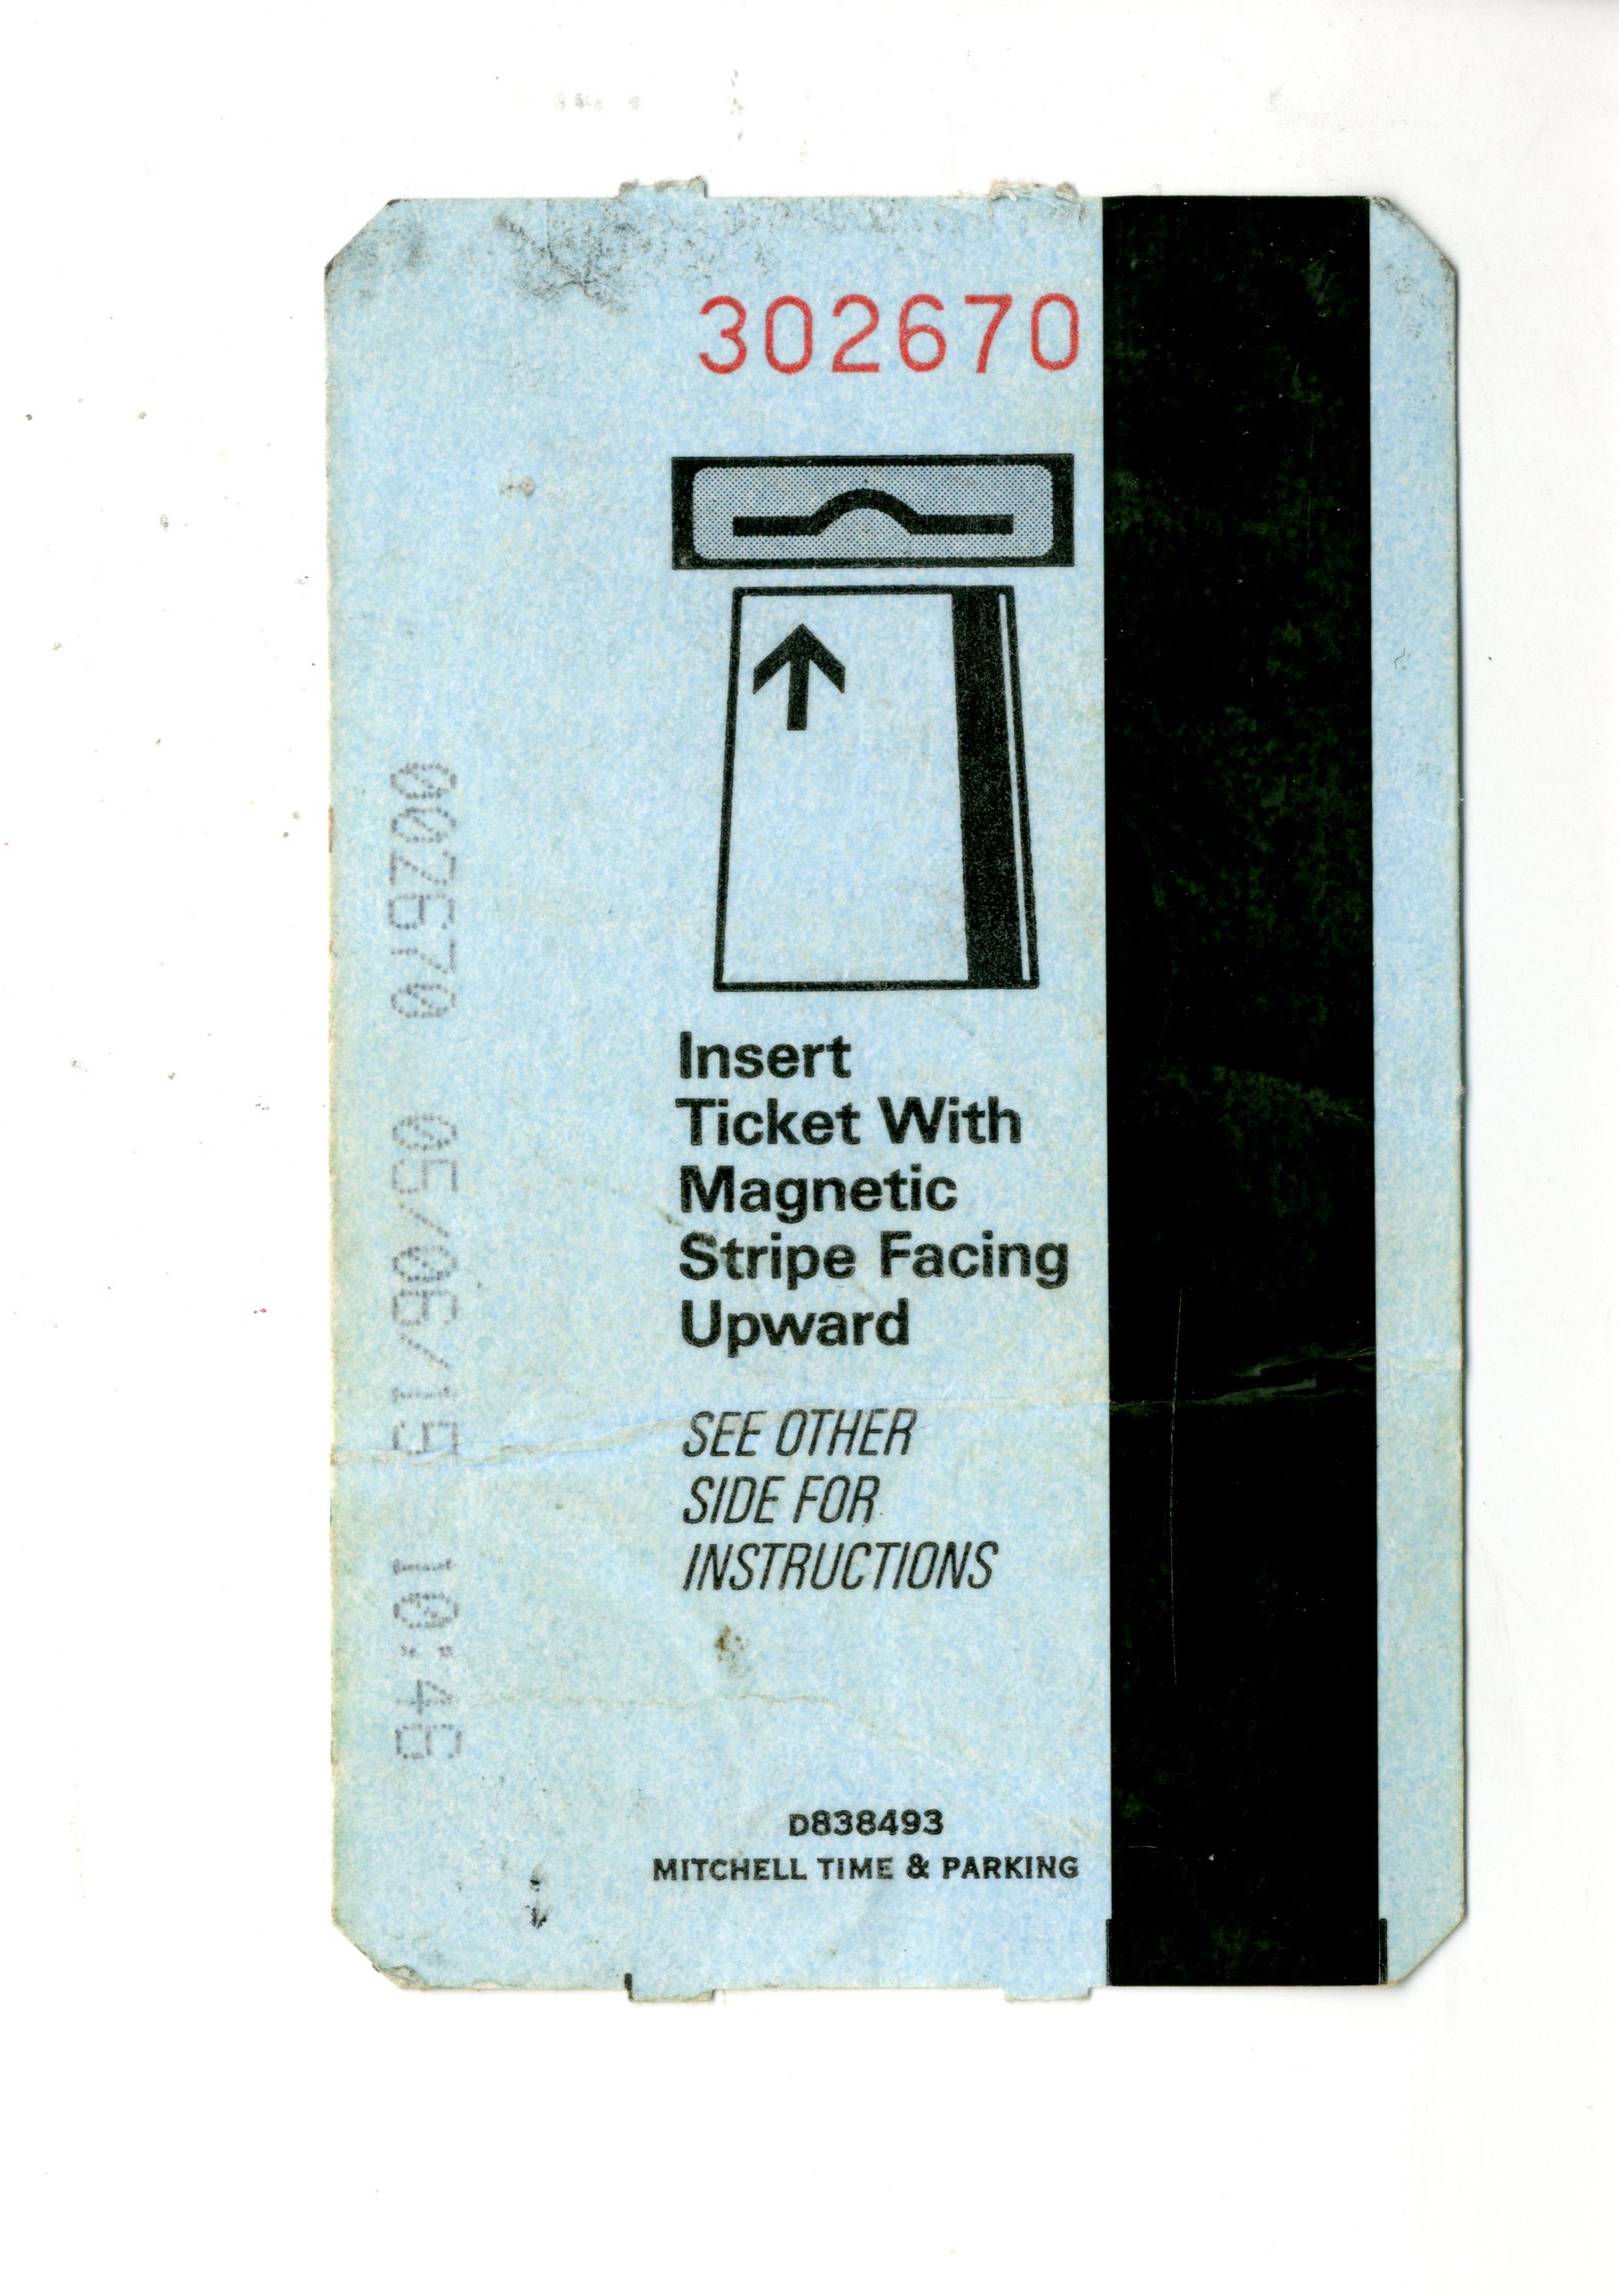 302670
Insert
Ticket With
Magnetic
Stripe Facing
Upward
SEE OTHER
SIDE FOR
INSTRUCTIONS
D838493
MITCHELL TIME & PARKING
002670 05/06/15 10:46